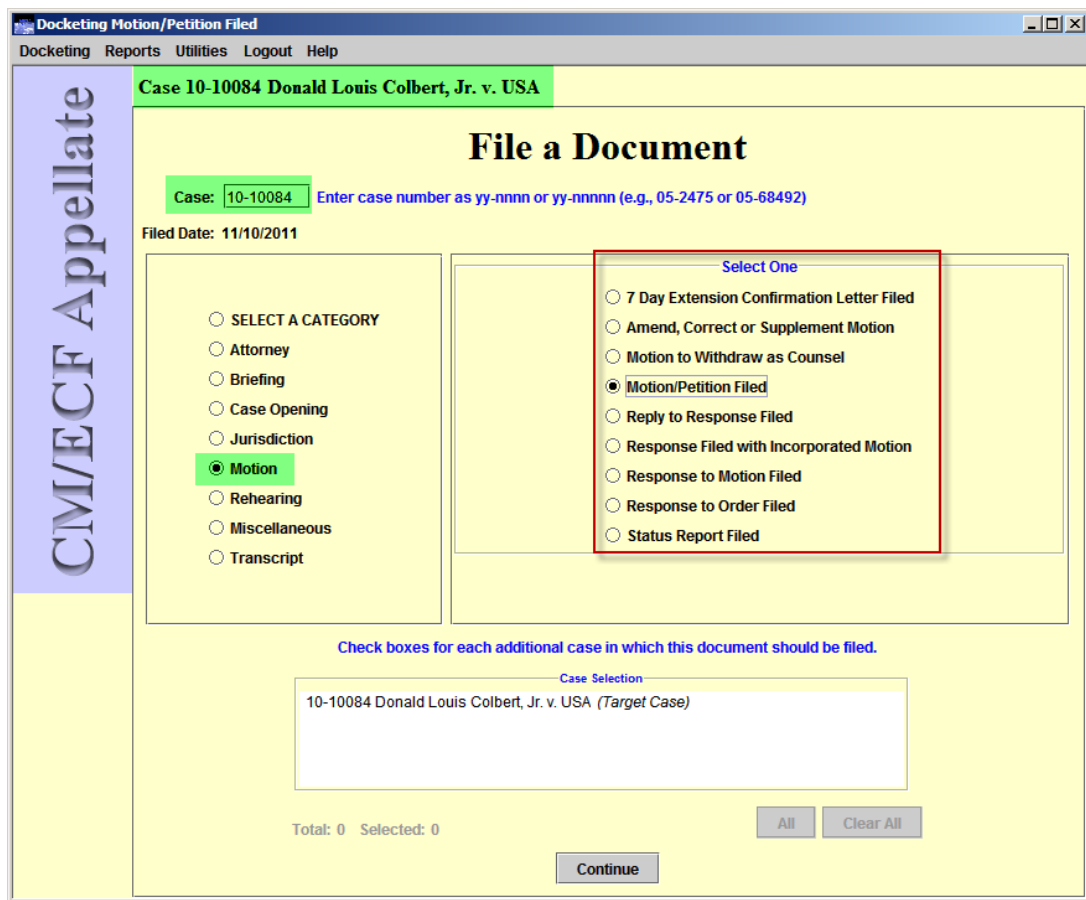 Docketing Motion/Petition Filed
Docketing Reports Utilities Logout Help
CM/ECF Appellate
Case 10-10084 Donald Louis Colbert, Jr. v. USA
File a Document
Case: 10-10084 Enter case number as yy-nnnn or yy-nnnnn (e.g., 05-2475 or 05-68492)
Filed Date: 11/10/2011
SELECT A CATEGORY
Attorney
Briefing
Case Opening
Jurisdiction
Motion
Rehearing
Miscellaneous
Transcript
Select One
7 Day Extension Confirmation Letter Filed
Amend, Correct or Supplement Motion
Motion to Withdraw as Counsel
Motion/Petition Filed
Reply to Response Filed
Response Filed with Incorporated Motion
Response to Motion Filed
Response to Order Filed
Status Report Filed
Check boxes for each additional case in which this document should be filed.
Case Selection
10-10084 Donald Louis Colbert, Jr. v. USA (Target Case)
Total: 0 Selected: 0
All Clear All
Continue